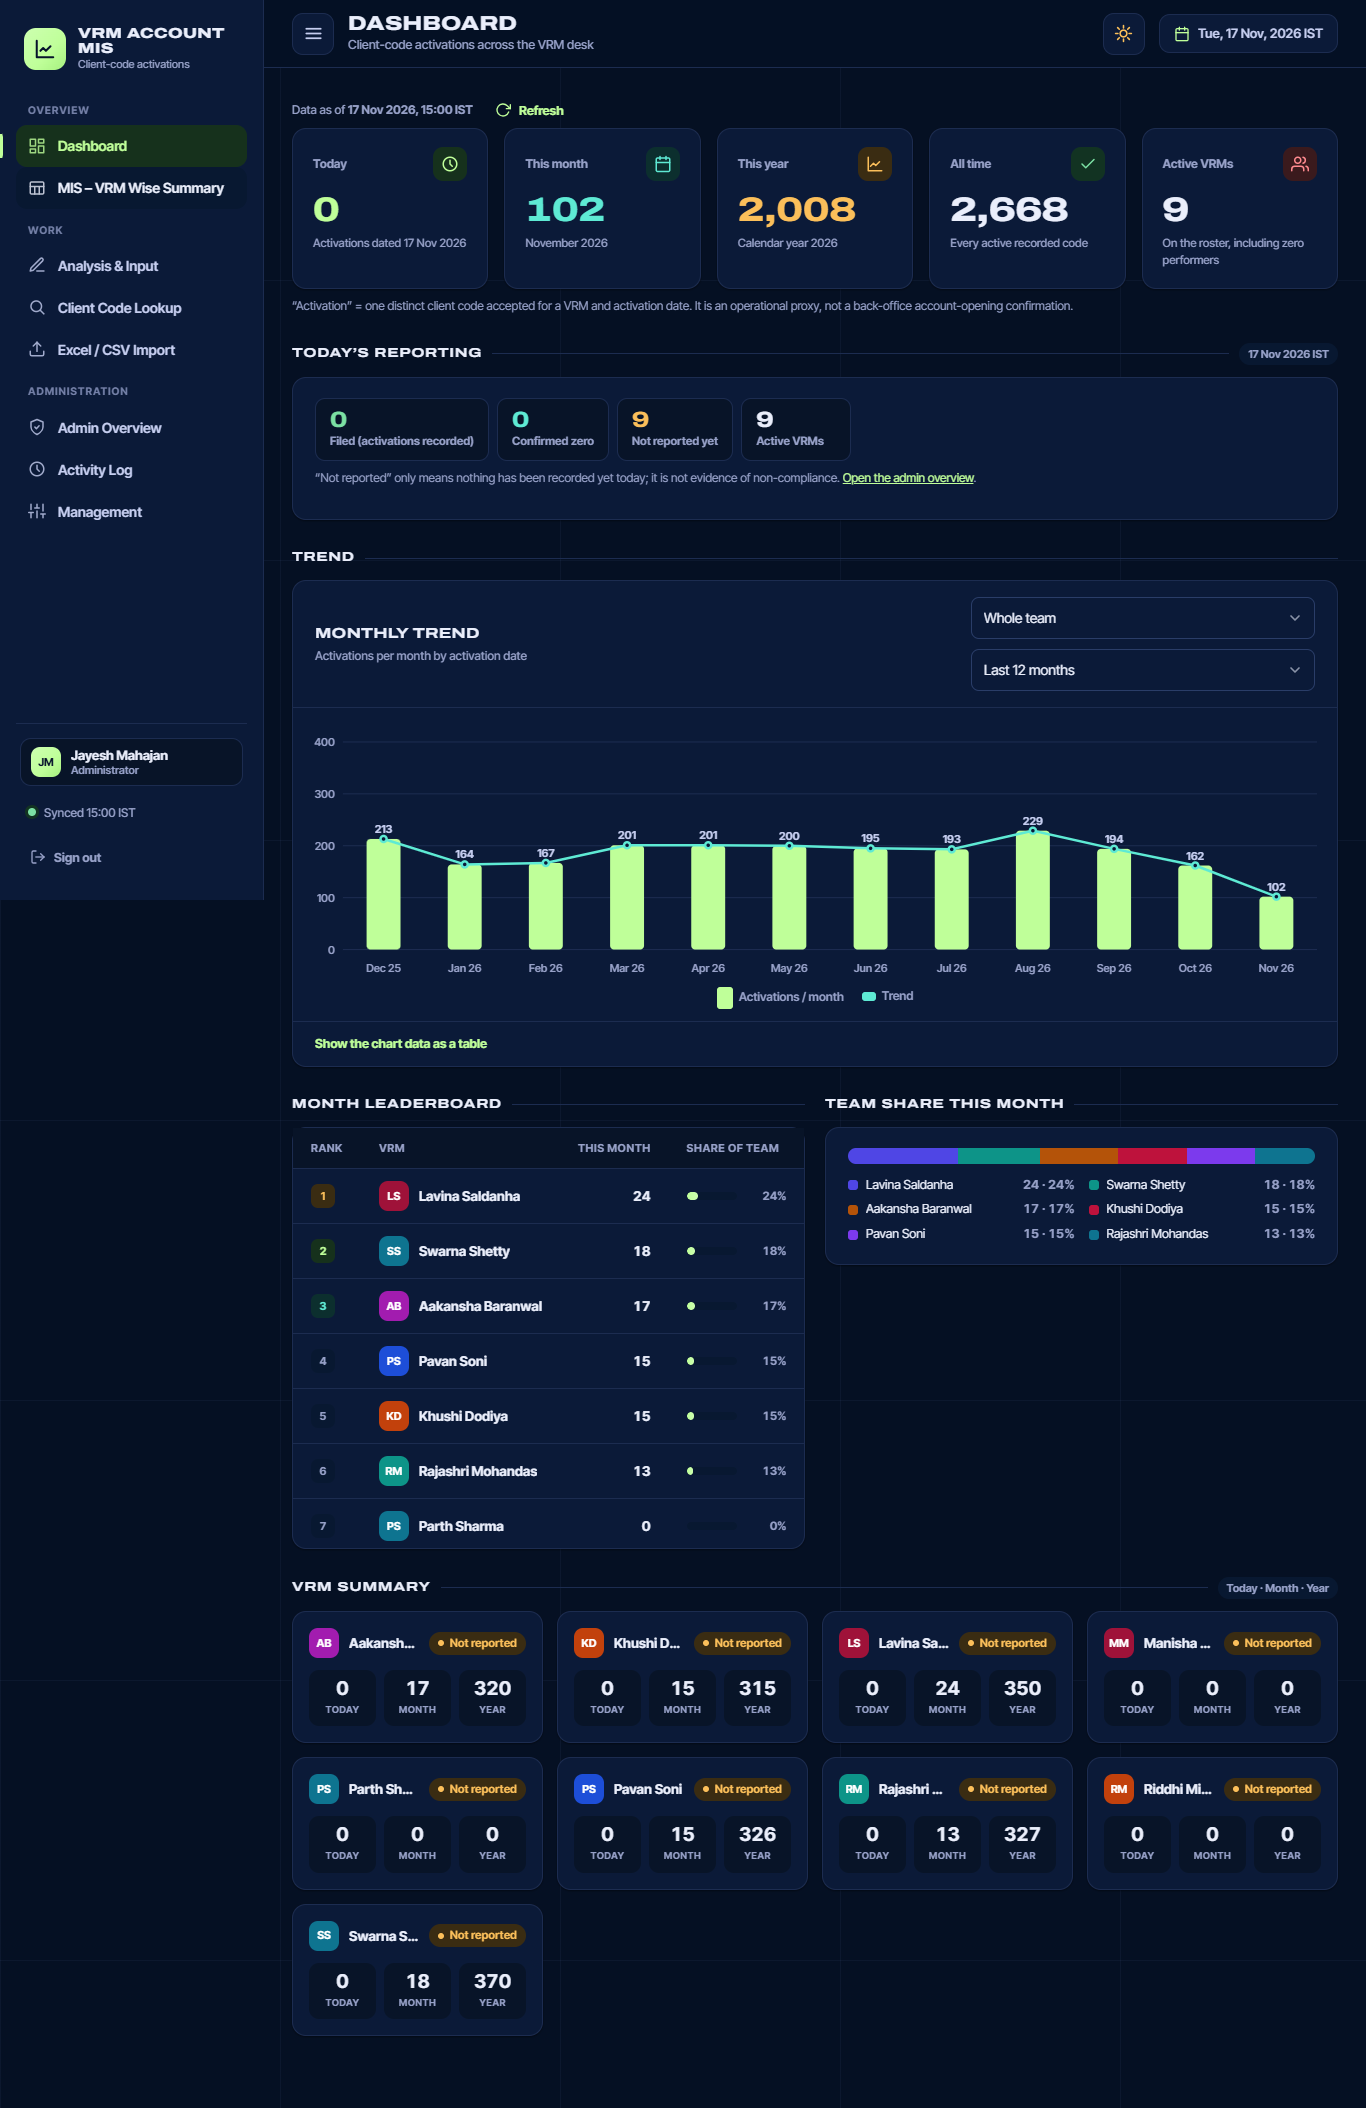 VRM ACCOUNT
MIS
Client-code activations
OVERVIEW
Dashboard
MIS – VRM Wise Summary
WORK
Analysis & Input
Client Code Lookup
Excel / CSV Import
ADMINISTRATION
Admin Overview
Activity Log
Management
JM
Jayesh Mahajan
Administrator
Synced 15:00 IST
Sign out
DASHBOARD
Client-code activations across the VRM desk
Tue, 17 Nov, 2026 IST
Data as of 17 Nov 2026, 15:00 IST
Refresh
Today
0
Activations dated 17 Nov 2026
This month
102
November 2026
This year
2,008
Calendar year 2026
All time
2,668
Every active recorded code
Active VRMs
9
On the roster, including zero
performers
“Activation” = one distinct client code accepted for a VRM and activation date. It is an operational proxy, not a back-office account-opening confirmation.
TODAY’S REPORTING
17 Nov 2026 IST
0
Filed (activations recorded)
0
Confirmed zero
9
Not reported yet
9
Active VRMs
“Not reported” only means nothing has been recorded yet today; it is not evidence of non-compliance. Open the admin overview.
TREND
MONTHLY TREND
Activations per month by activation date
Whole team
Last 12 months
400
300
200
100
0
213
164
167
201
201
200
195
193
229
194
162
102
Dec 25
Jan 26
Feb 26
Mar 26
Apr 26
May 26
Jun 26
Jul 26
Aug 26
Sep 26
Oct 26
Nov 26
Activations / month
Trend
Show the chart data as a table
MONTH LEADERBOARD
RANK VRM THIS MONTH SHARE OF TEAM
1 LS Lavina Saldanha 24 24%
2 SS Swarna Shetty 18 18%
3 AB Aakansha Baranwal 17 17%
4 PS Pavan Soni 15 15%
5 KD Khushi Dodiya 15 15%
6 RM Rajashri Mohandas 13 13%
7 PS Parth Sharma 0 0%
TEAM SHARE THIS MONTH
Lavina Saldanha 24 · 24%
Swarna Shetty 18 · 18%
Aakansha Baranwal 17 · 17%
Khushi Dodiya 15 · 15%
Pavan Soni 15 · 15%
Rajashri Mohandas 13 · 13%
VRM SUMMARY
Today · Month · Year
AB Aakansh... Not reported
0 17 320
TODAY MONTH YEAR
KD Khushi D... Not reported
0 15 315
TODAY MONTH YEAR
LS Lavina Sa... Not reported
0 24 350
TODAY MONTH YEAR
MM Manisha ... Not reported
0 0 0
TODAY MONTH YEAR
PS Parth Sh... Not reported
0 0 0
TODAY MONTH YEAR
PS Pavan Soni Not reported
0 15 326
TODAY MONTH YEAR
RM Rajashri ... Not reported
0 13 327
TODAY MONTH YEAR
RM Riddhi Mi... Not reported
0 0 0
TODAY MONTH YEAR
SS Swarna S... Not reported
0 18 370
TODAY MONTH YEAR